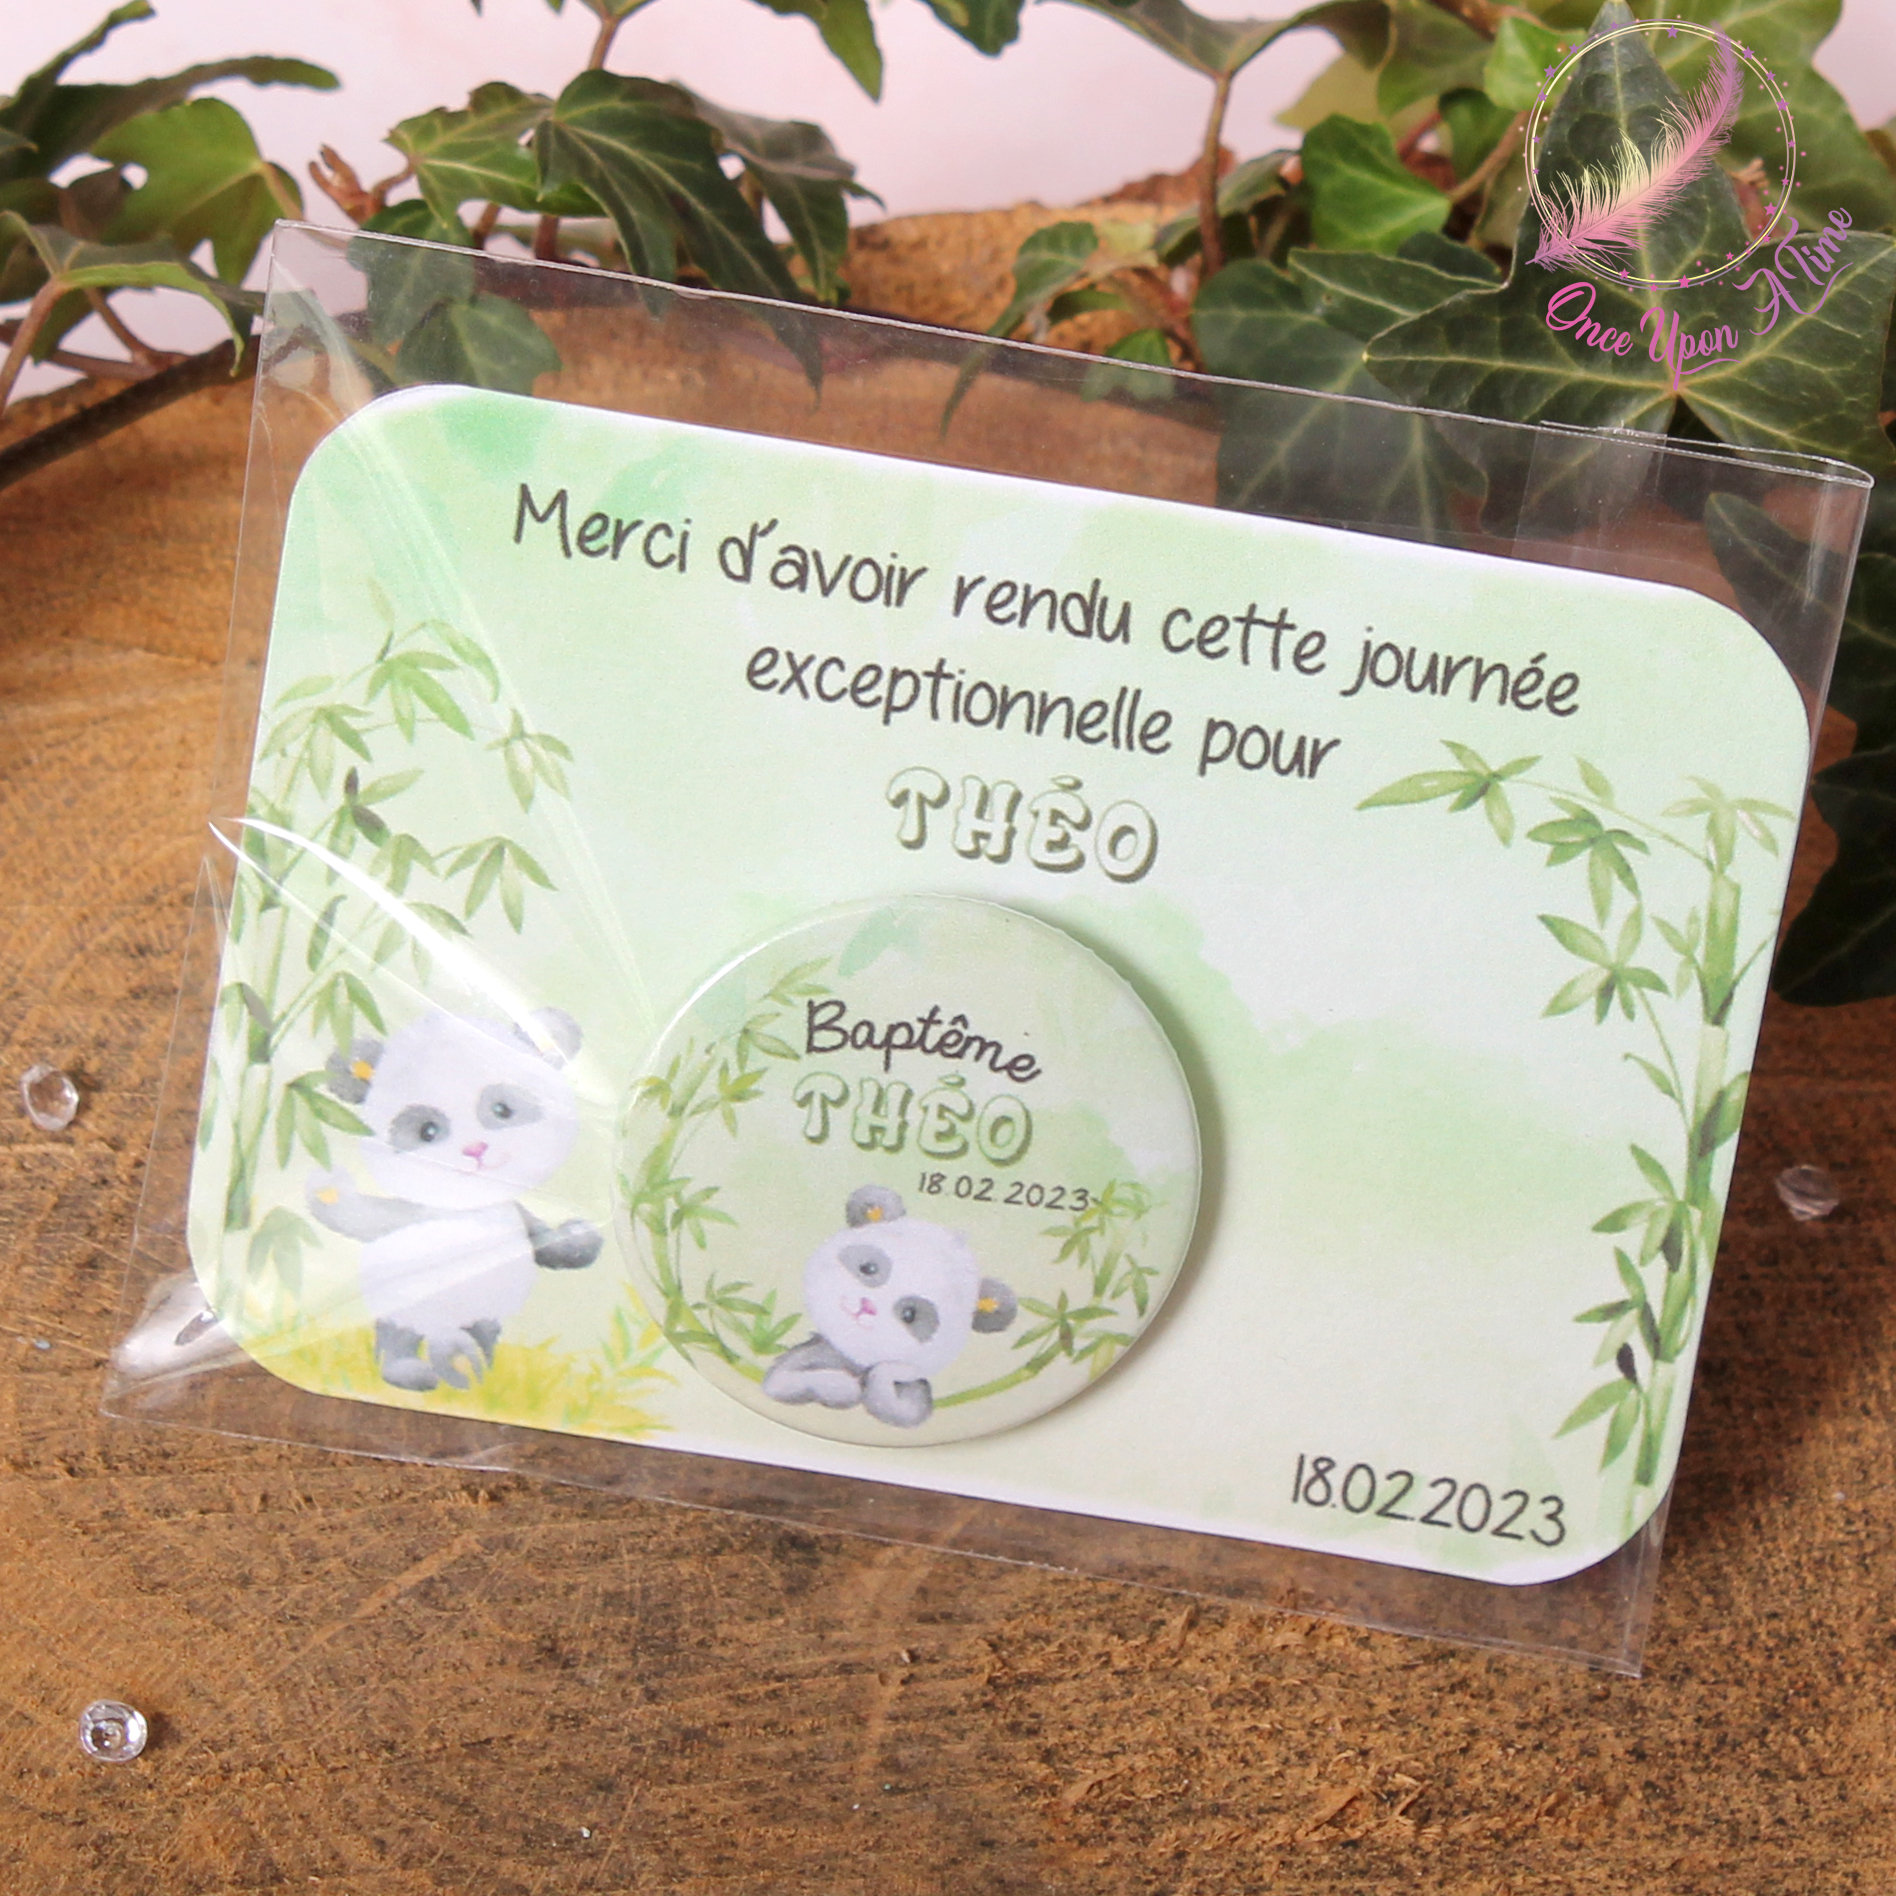 Once Upon A Time
Merci d'avoir rendu cette journée
exceptionnelle pour
THÉO
Baptême
THÉO
18.02.2023
18.02.2023